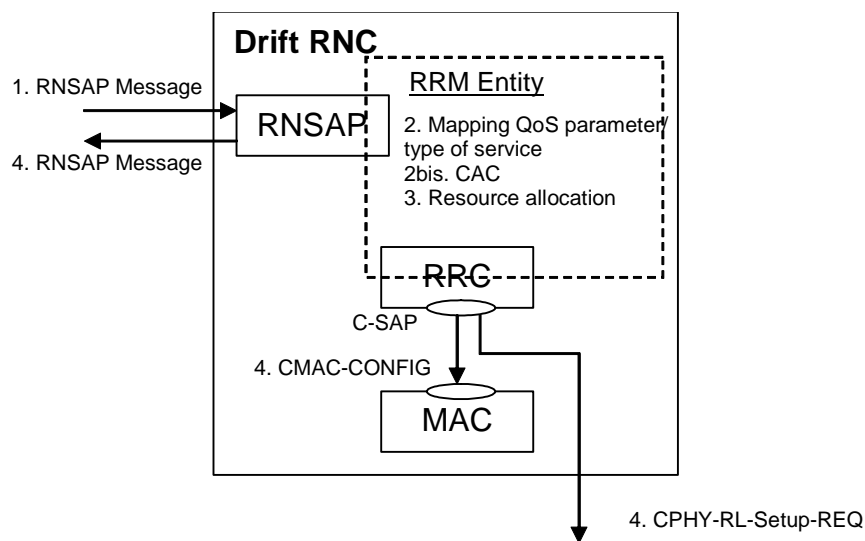 Drift RNC
1. RNSAP Message
RNSAP
4. RNSAP Message
RRM Entity
2. Mapping QoS parameter/
type of service
2bis. CAC
3. Resource allocation
RRC
C-SAP
4. CMAC-CONFIG
MAC
4. CPHY-RL-Setup-REQ